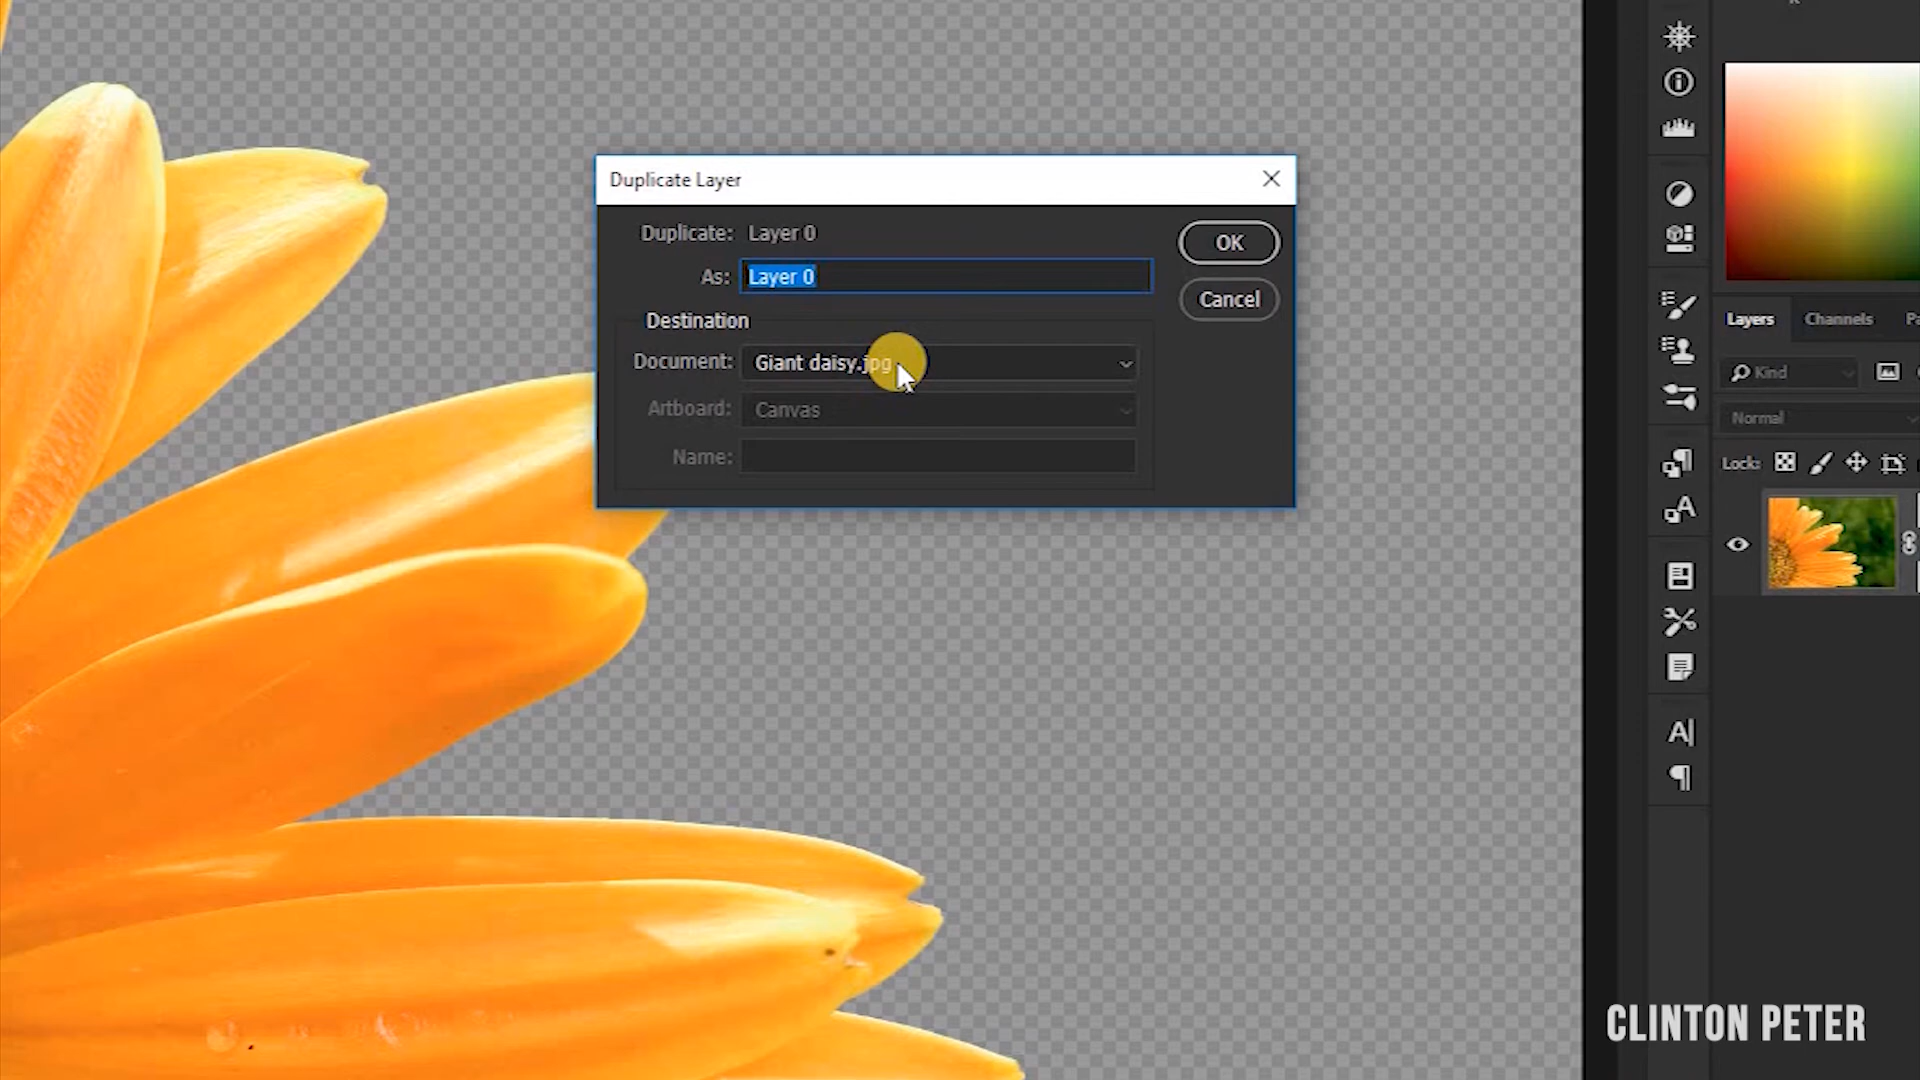 Duplicate Layer
Duplicate: Layer 0
OK
As: Layer 0
Cancel
Destination
Document: Giant daisy.jpg
Artboard: Canvas
Name:
Layers Channels
Kind
Normal
Lock:
CLINTON PETER